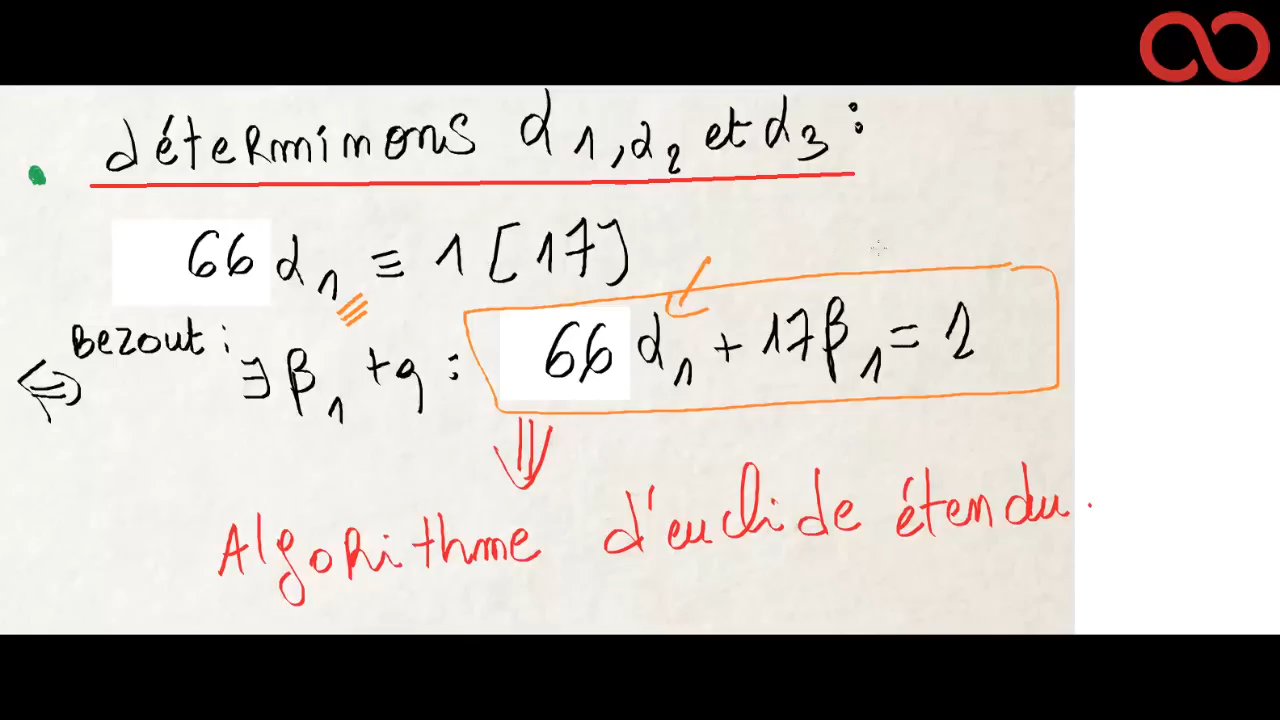 déterminons α1, α2 et α3 :
66 α1 ≡ 1 [17]
Bezout :
⇔ ∃ β1 tq : 66 α1 + 17 β1 = 1
Algorithme d'euclide étendu.